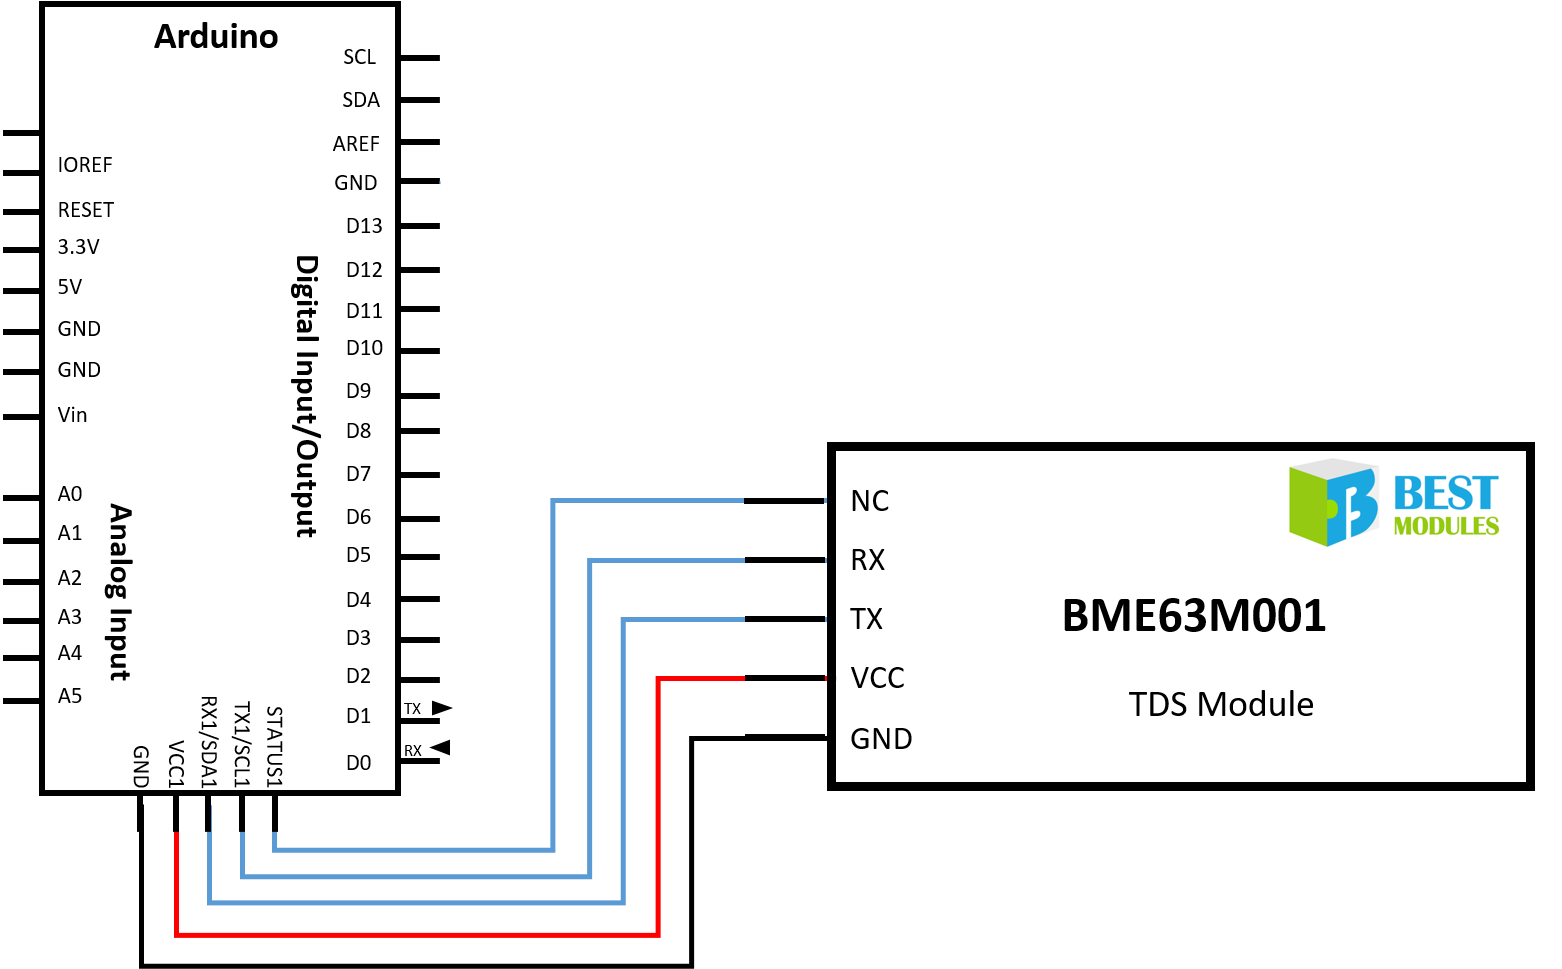 Arduino
SCL
SDA
AREF
GND
D13
D12
D11
D10
D9
D8
D7
D6
D5
D4
D3
D2
D1
D0
TX
RX
Digital Input/Output
IOREF
RESET
3.3V
5V
GND
GND
Vin
A0
A1
A2
A3
A4
A5
Analog Input
GND
VCC1
RX1/SDA1
TX1/SCL1
STATUS1
NC
RX
TX
VCC
GND
BEST
MODULES
BME63M001
TDS Module